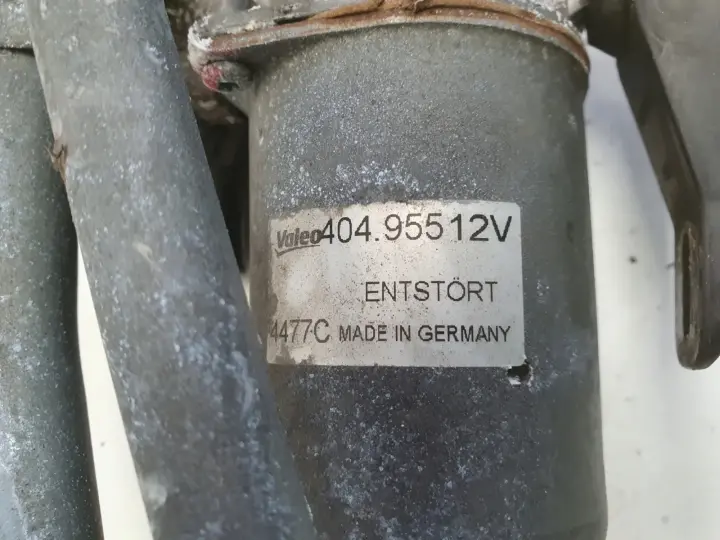 Valeo 404.95512V
ENTSTÖRT
4477C MADE IN GERMANY